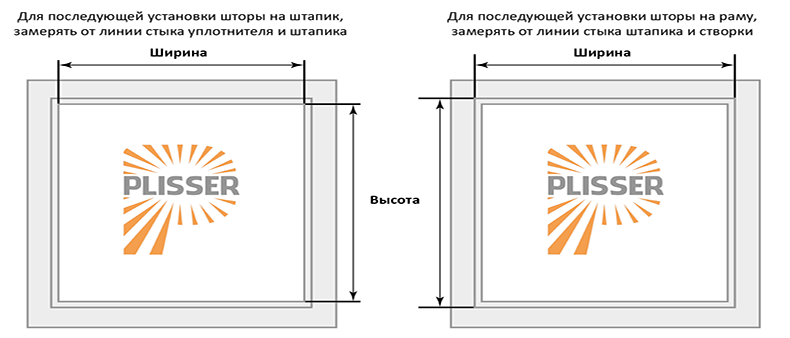 Для последующей установки шторы на штапик,
замерять от линии стыка уплотнителя и штапика
Ширина
PLISSER
Высота
Для последующей установки шторы на раму,
замерять от линии стыка штапика и створки
Ширина
PLISSER